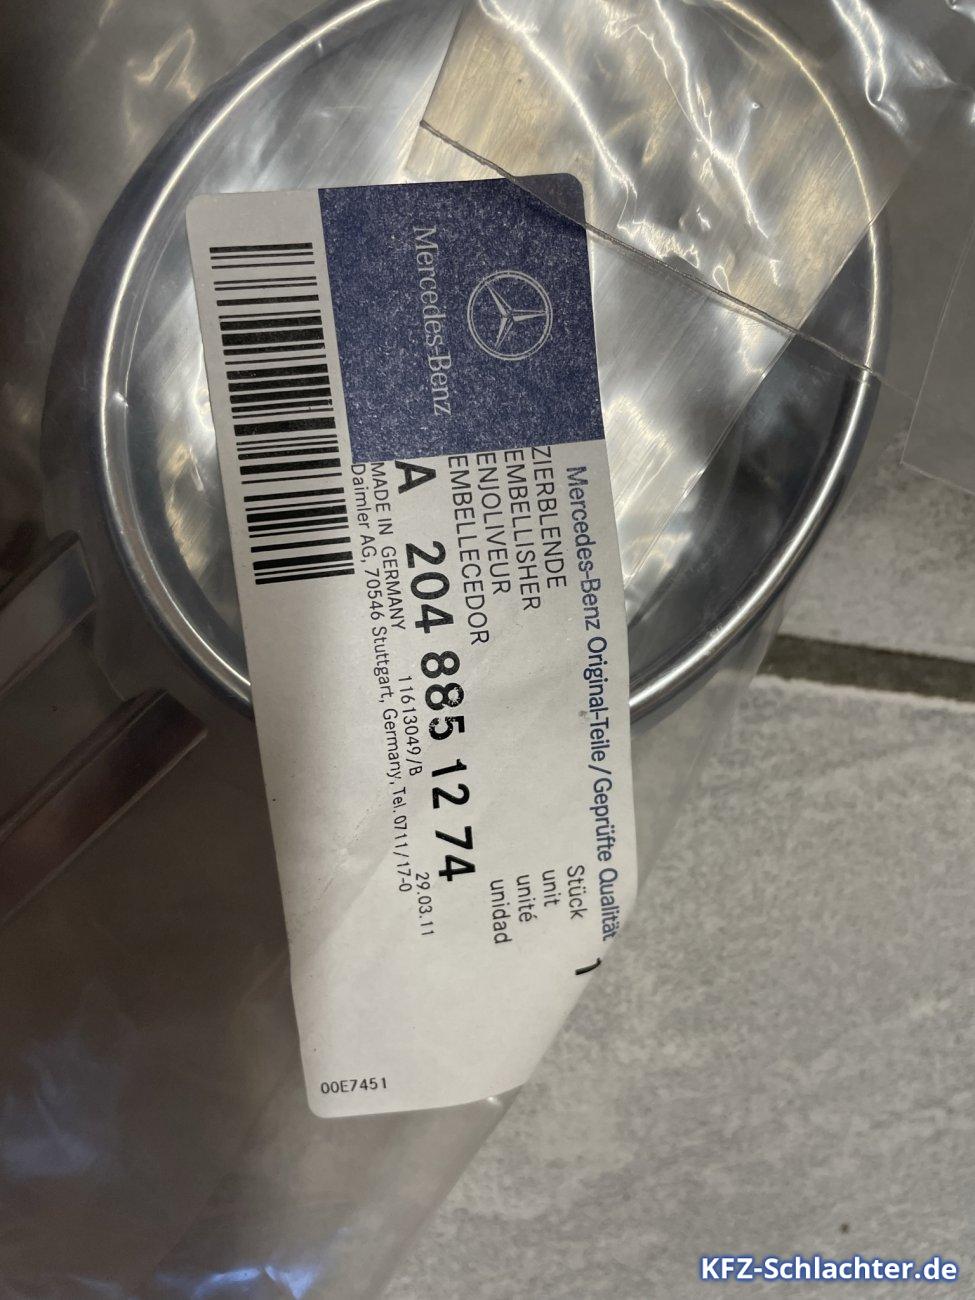 Mercedes-Benz
Mercedes-Benz Original-Teile/Geprüfte Qualität
ZIERBLENDE Stück 1
EMBELLISHER unit
ENJOLIVEUR unité
EMBELLECEDOR unidad
A 204 885 12 74
29.03.11
MADE IN GERMANY 11613049/B
Daimler AG, 70546 Stuttgart, Germany, Tel. 0711/17-0
00E7451
KFZ-Schlachter.de